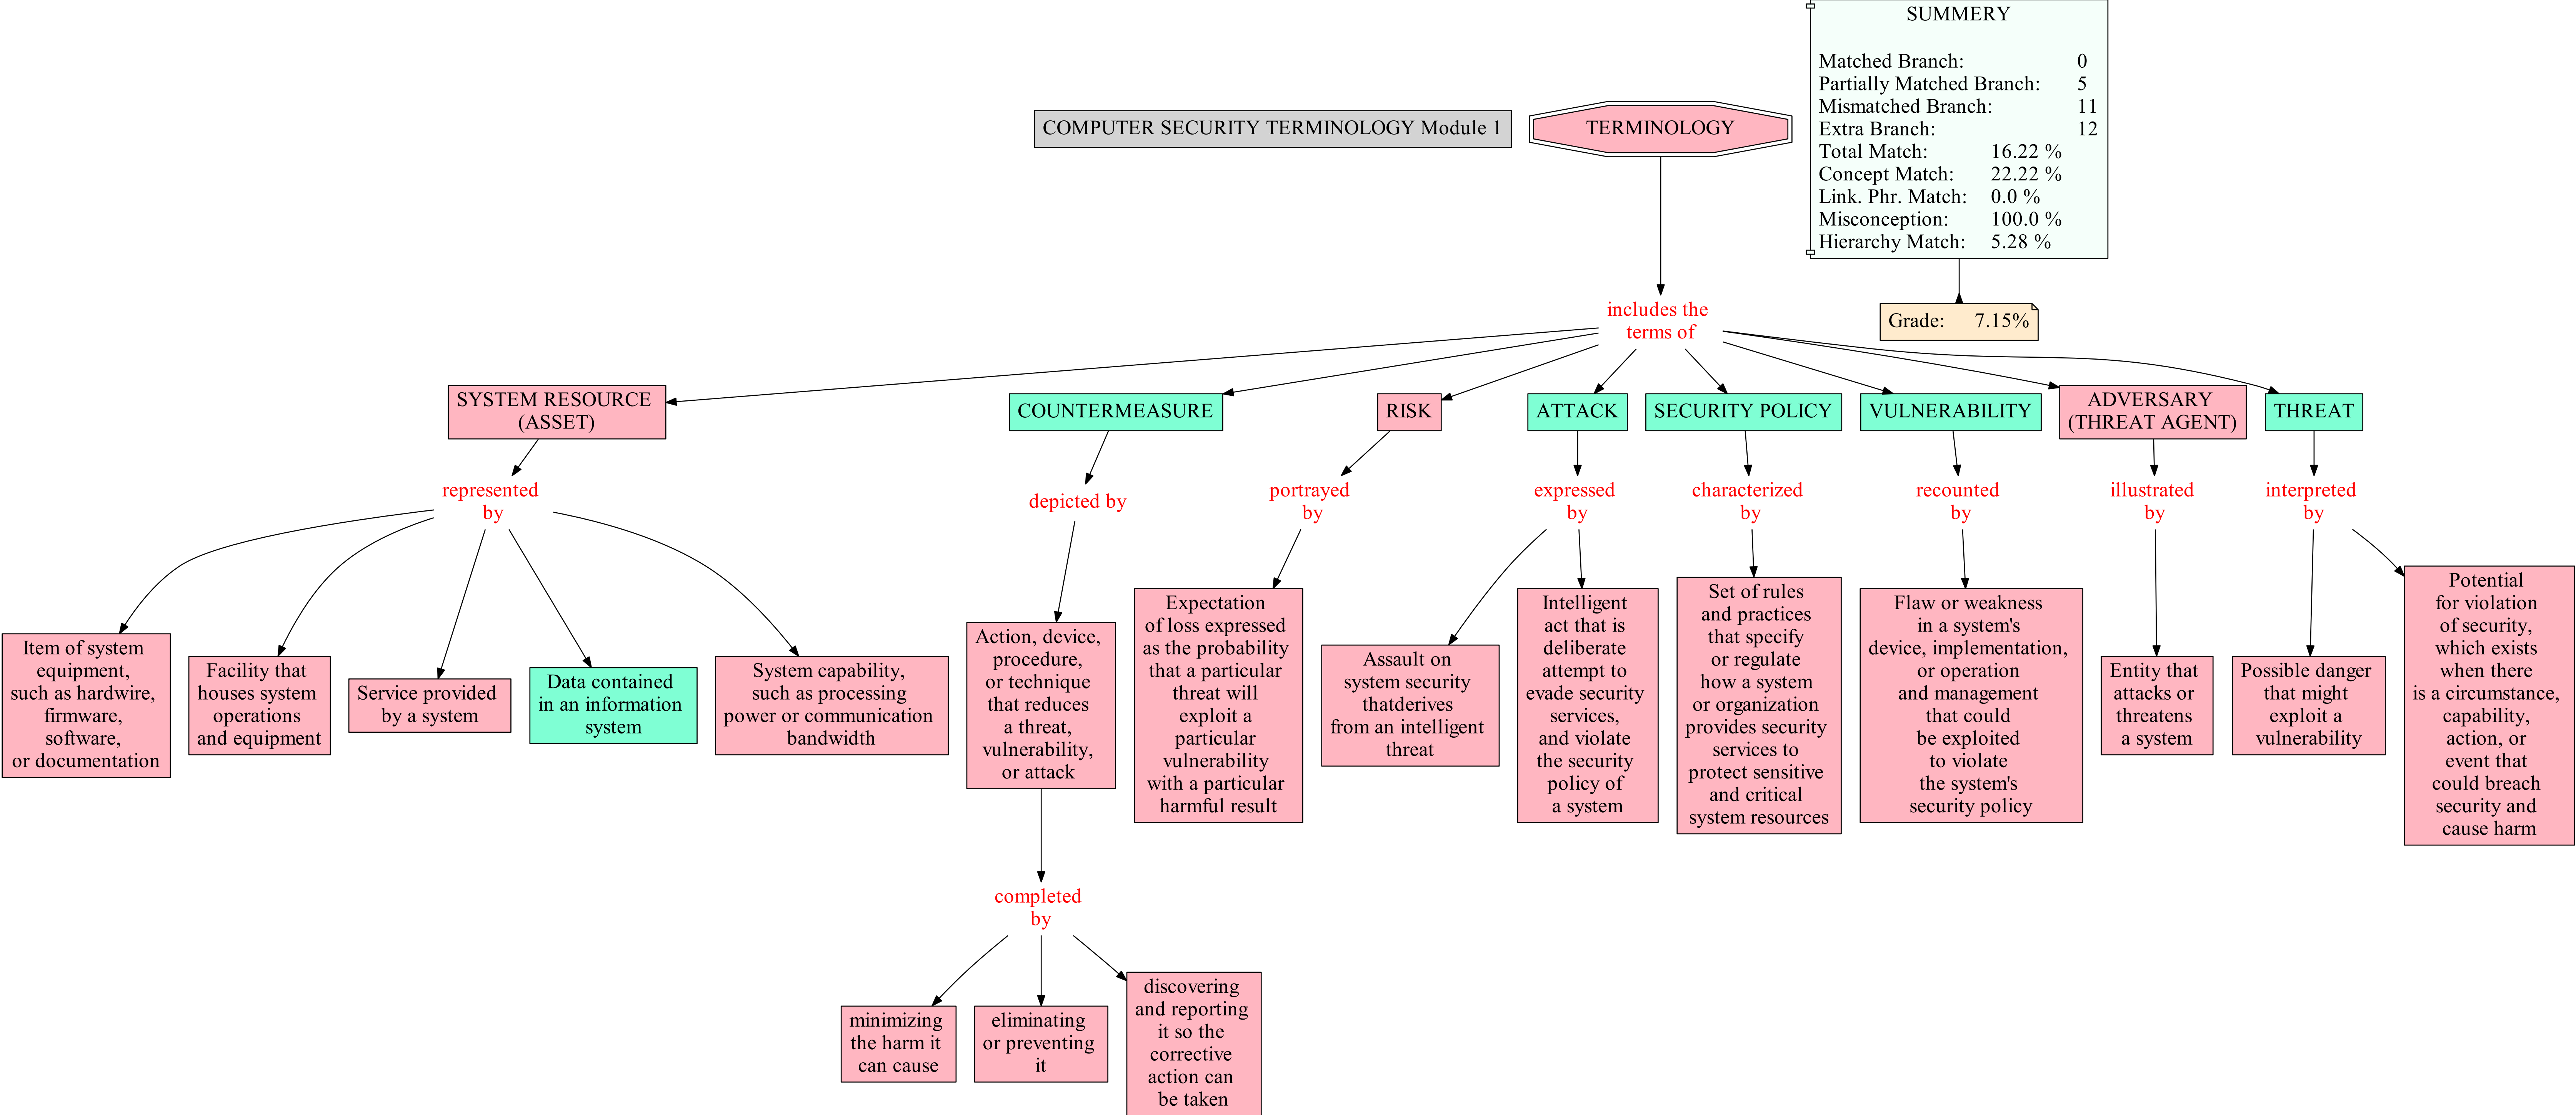 SUMMERY
Matched Branch: 0
Partially Matched Branch: 5
Mismatched Branch: 11
Extra Branch: 12
Total Match: 16.22 %
Concept Match: 22.22 %
Link. Phr. Match: 0.0 %
Misconception: 100.0 %
Hierarchy Match: 5.28 %
COMPUTER SECURITY TERMINOLOGY Module 1
TERMINOLOGY
Grade: 7.15%
includes the
terms of
SYSTEM RESOURCE
(ASSET)
COUNTERMEASURE
RISK
ATTACK
SECURITY POLICY
VULNERABILITY
ADVERSARY
(THREAT AGENT)
THREAT
represented
by
depicted by
portrayed
by
expressed
by
characterized
by
recounted
by
illustrated
by
interpreted
by
Item of system
equipment,
such as hardwire,
firmware,
software,
or documentation
Facility that
houses system
operations
and equipment
Service provided
by a system
Data contained
in an information
system
System capability,
such as processing
power or communication
bandwidth
Action, device,
procedure,
or technique
that reduces
a threat,
vulnerability,
or attack
Expectation
of loss expressed
as the probability
that a particular
threat will
exploit a
particular
vulnerability
with a particular
harmful result
Assault on
system security
thatderives
from an intelligent
threat
Intelligent
act that is
deliberate
attempt to
evade security
services,
and violate
the security
policy of
a system
Set of rules
and practices
that specify
or regulate
how a system
or organization
provides security
services to
protect sensitive
and critical
system resources
Flaw or weakness
in a system's
device, implementation,
or operation
and management
that could
be exploited
to violate
the system's
security policy
Entity that
attacks or
threatens
a system
Possible danger
that might
exploit a
vulnerability
Potential
for violation
of security,
which exists
when there
is a circumstance,
capability,
action, or
event that
could breach
security and
cause harm
completed
by
minimizing
the harm it
can cause
eliminating
or preventing
it
discovering
and reporting
it so the
corrective
action can
be taken